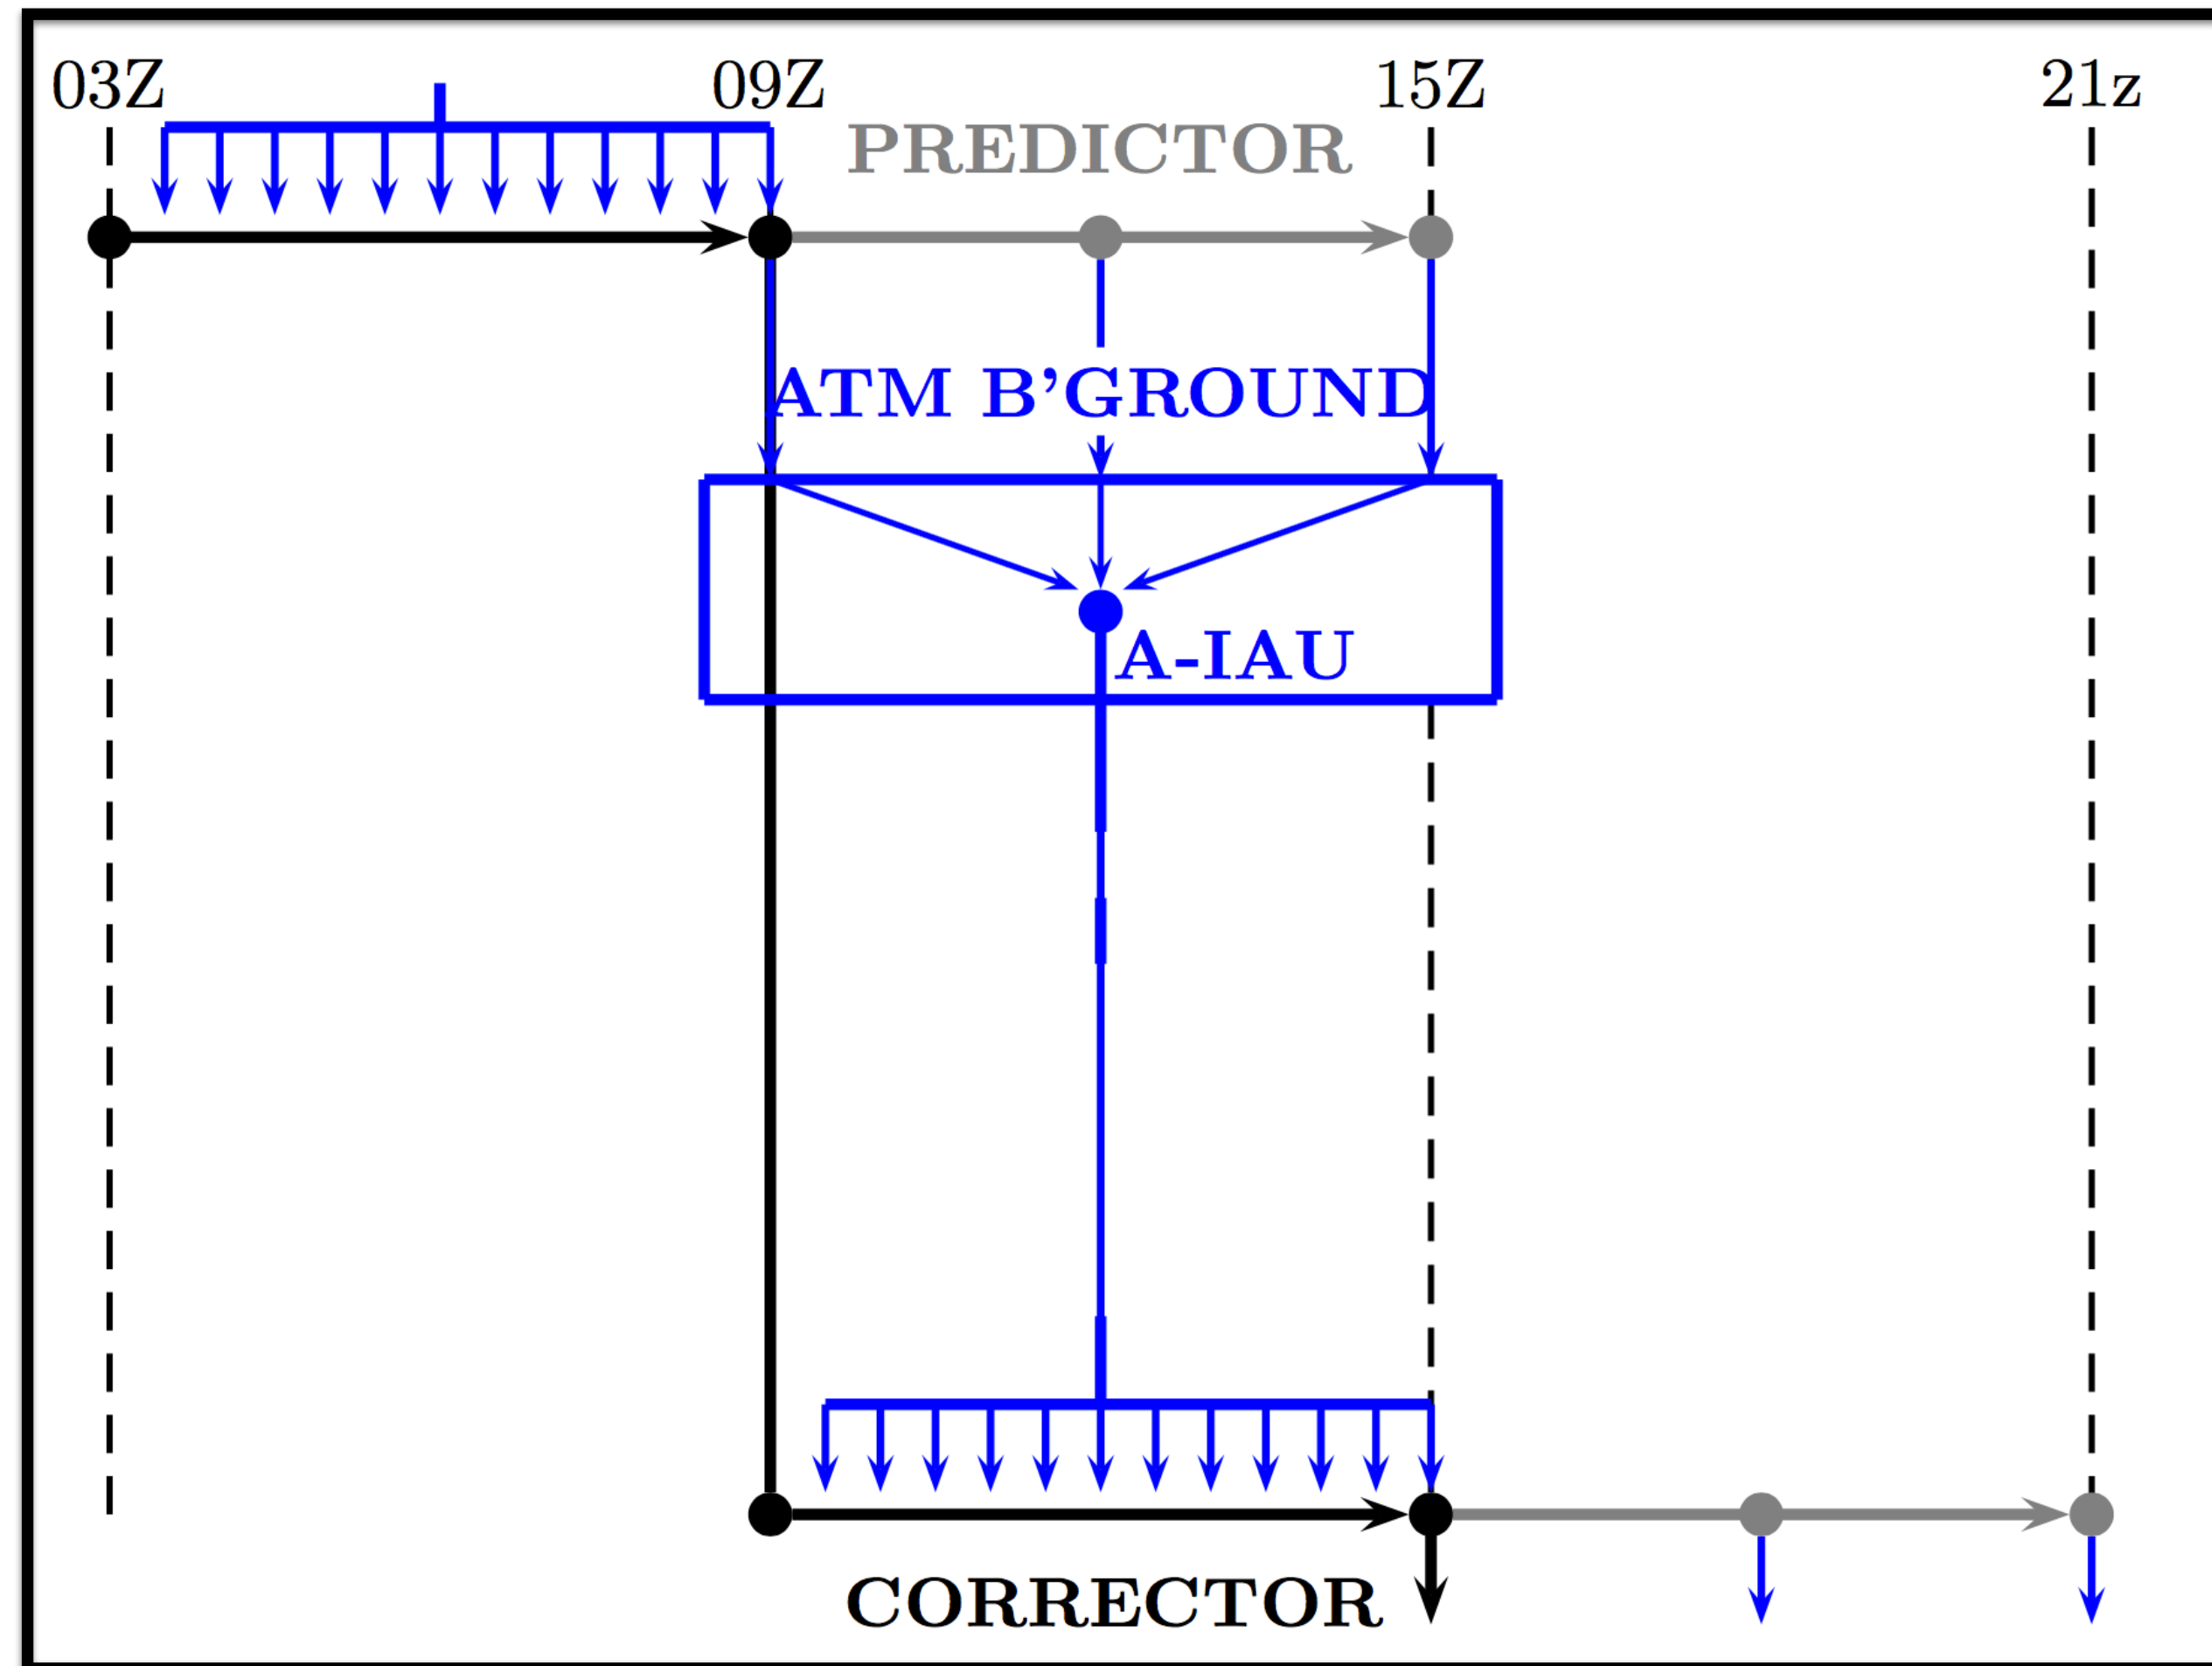 03Z 09Z 15Z 21z
PREDICTOR
ATM B'GROUND
A-IAU
CORRECTOR